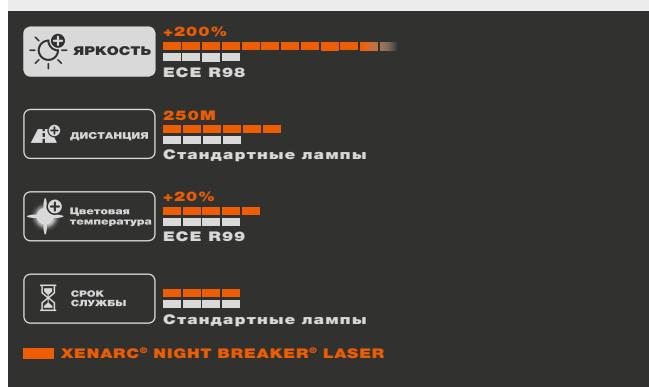 +200%
ЯРКОСТЬ
ECE R98
250М
ДИСТАНЦИЯ
Стандартные лампы
+20%
Цветовая
температура
ECE R99
СРОК
СЛУЖБЫ
Стандартные лампы
XENARC® NIGHT BREAKER® LASER